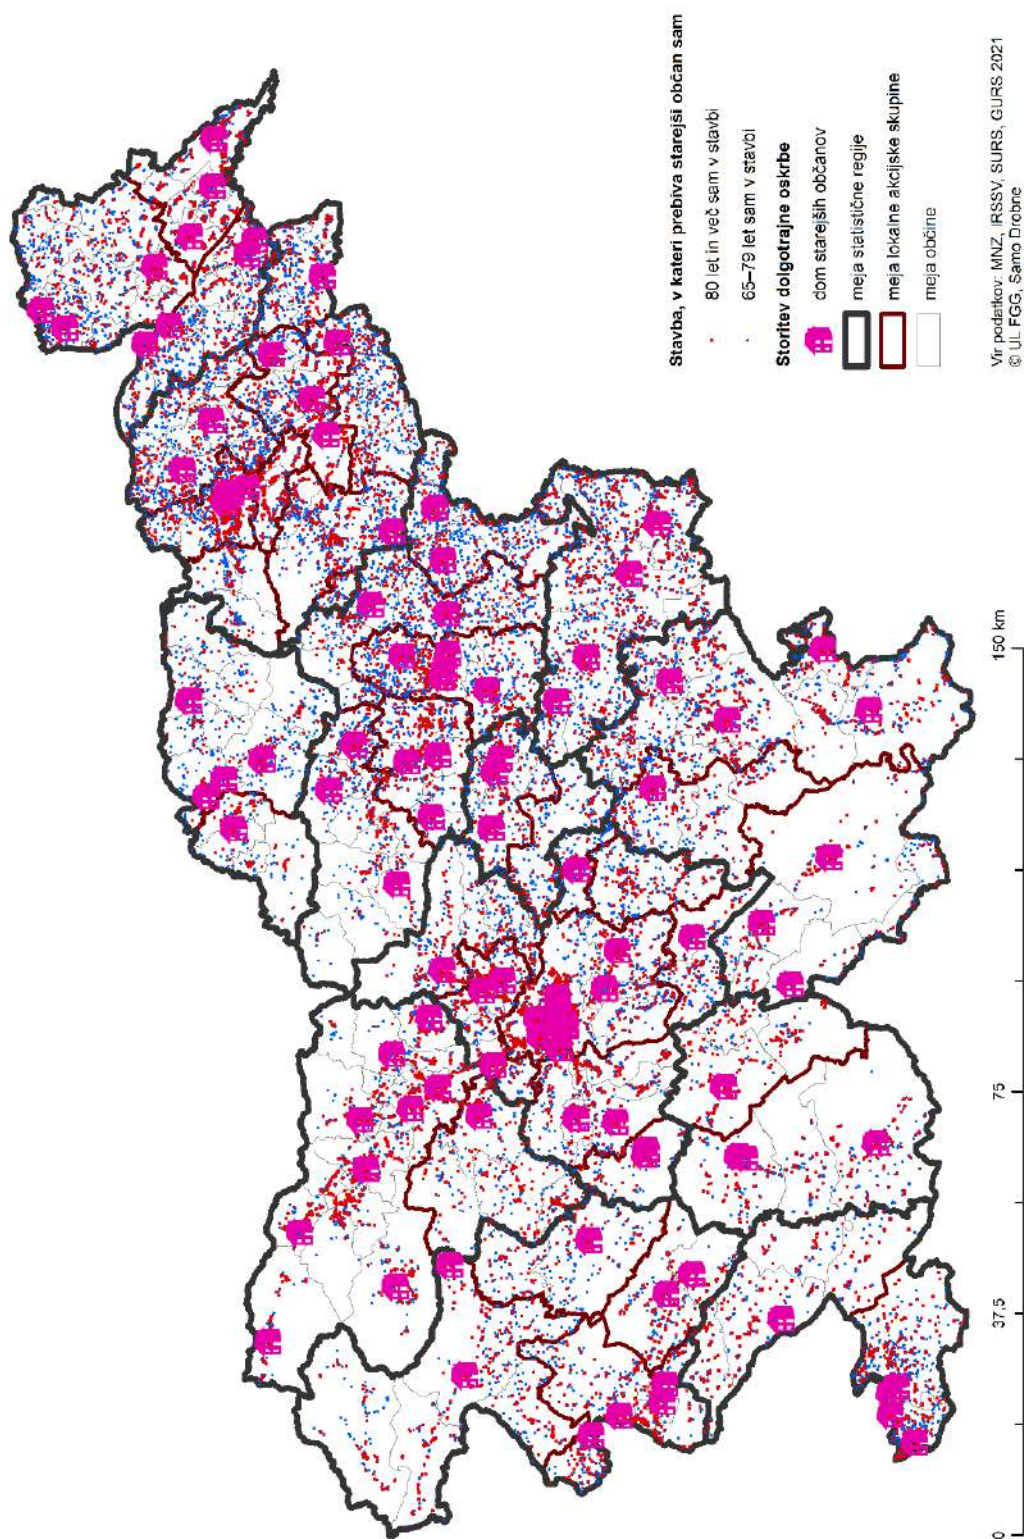 Stavba, v kateri prebiva starejši občan sam
80 let in več sam v stavbi
65–79 let sam v stavbi
Storitev dolgotrajne oskrbe
dom starejših občanov
meja statistične regije
meja lokalne akcijske skupine
meja občine
0 37,5 75 150 km
Vir podatkov: MNZ, IRSSV, SURS, GURS 2021
© UL FGG, Samo Drobne